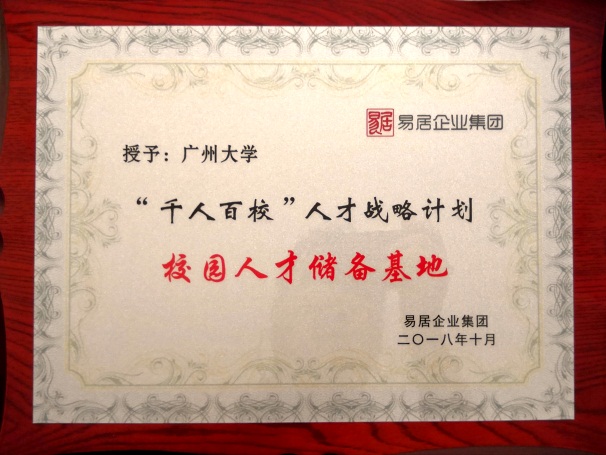 易居 易居企业集团
授予：广州大学
“千人百校”人才战略计划
校园人才储备基地
易居企业集团
二〇一八年十月